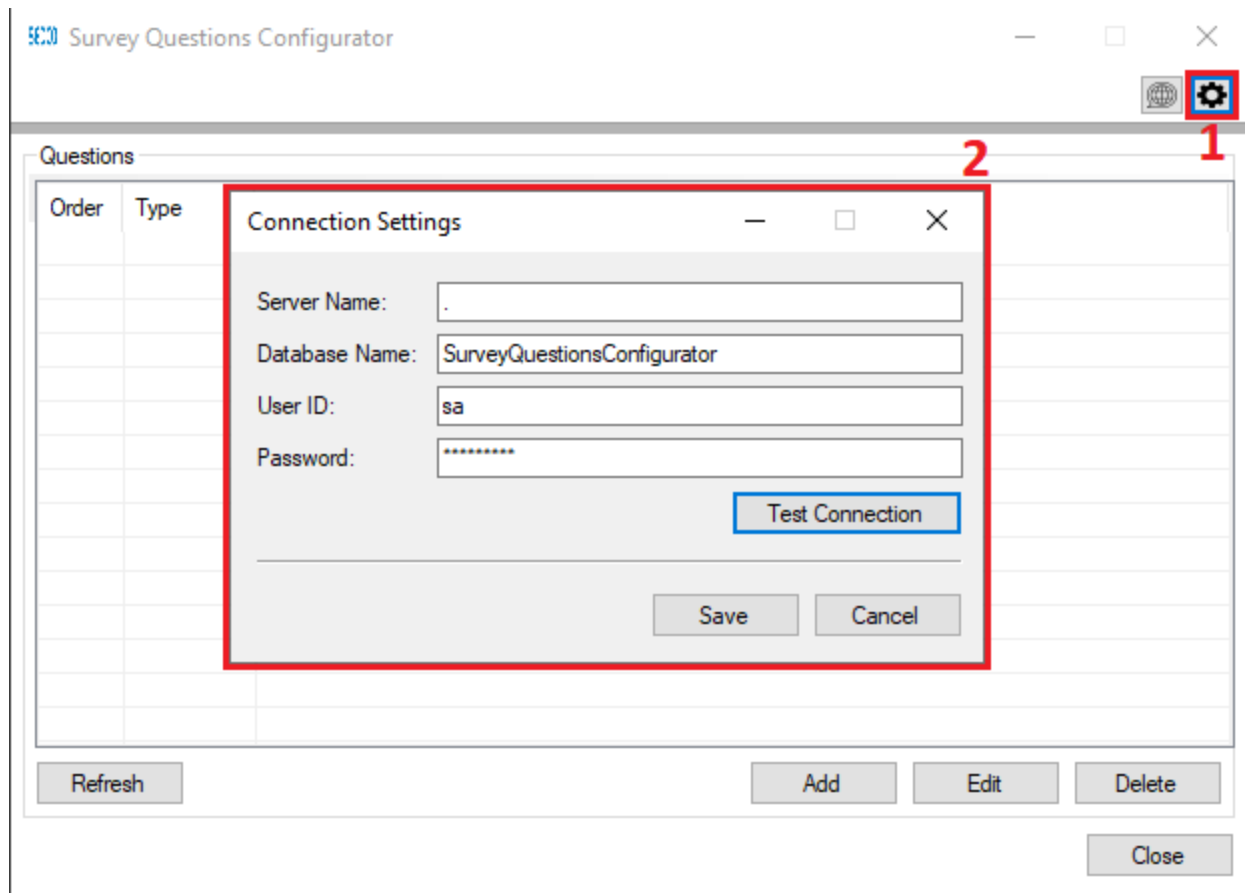 Survey Questions Configurator
1
Questions
2
Order Type
Connection Settings
Server Name: .
Database Name: SurveyQuestionsConfigurator
User ID: sa
Password: *********
Test Connection
Save Cancel
Refresh Add Edit Delete
Close